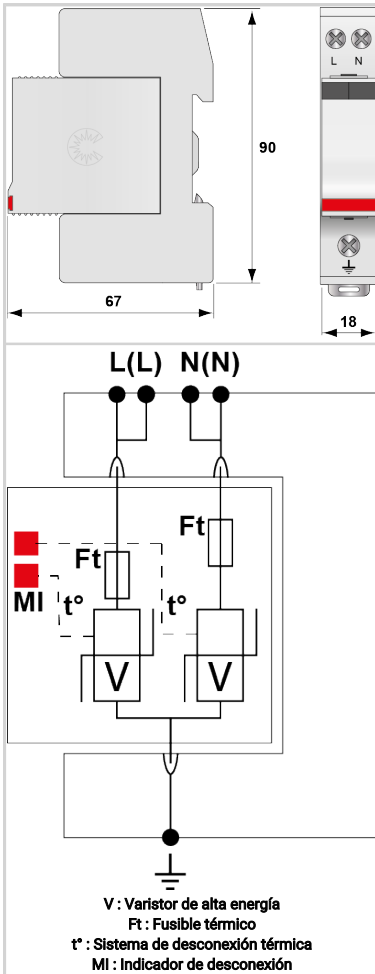 L N
90
67
18
L(L) N(N)
Ft
Ft
MI
t°
t°
V
V
V : Varistor de alta energía
Ft : Fusible térmico
t° : Sistema de desconexión térmica
MI : Indicador de desconexión